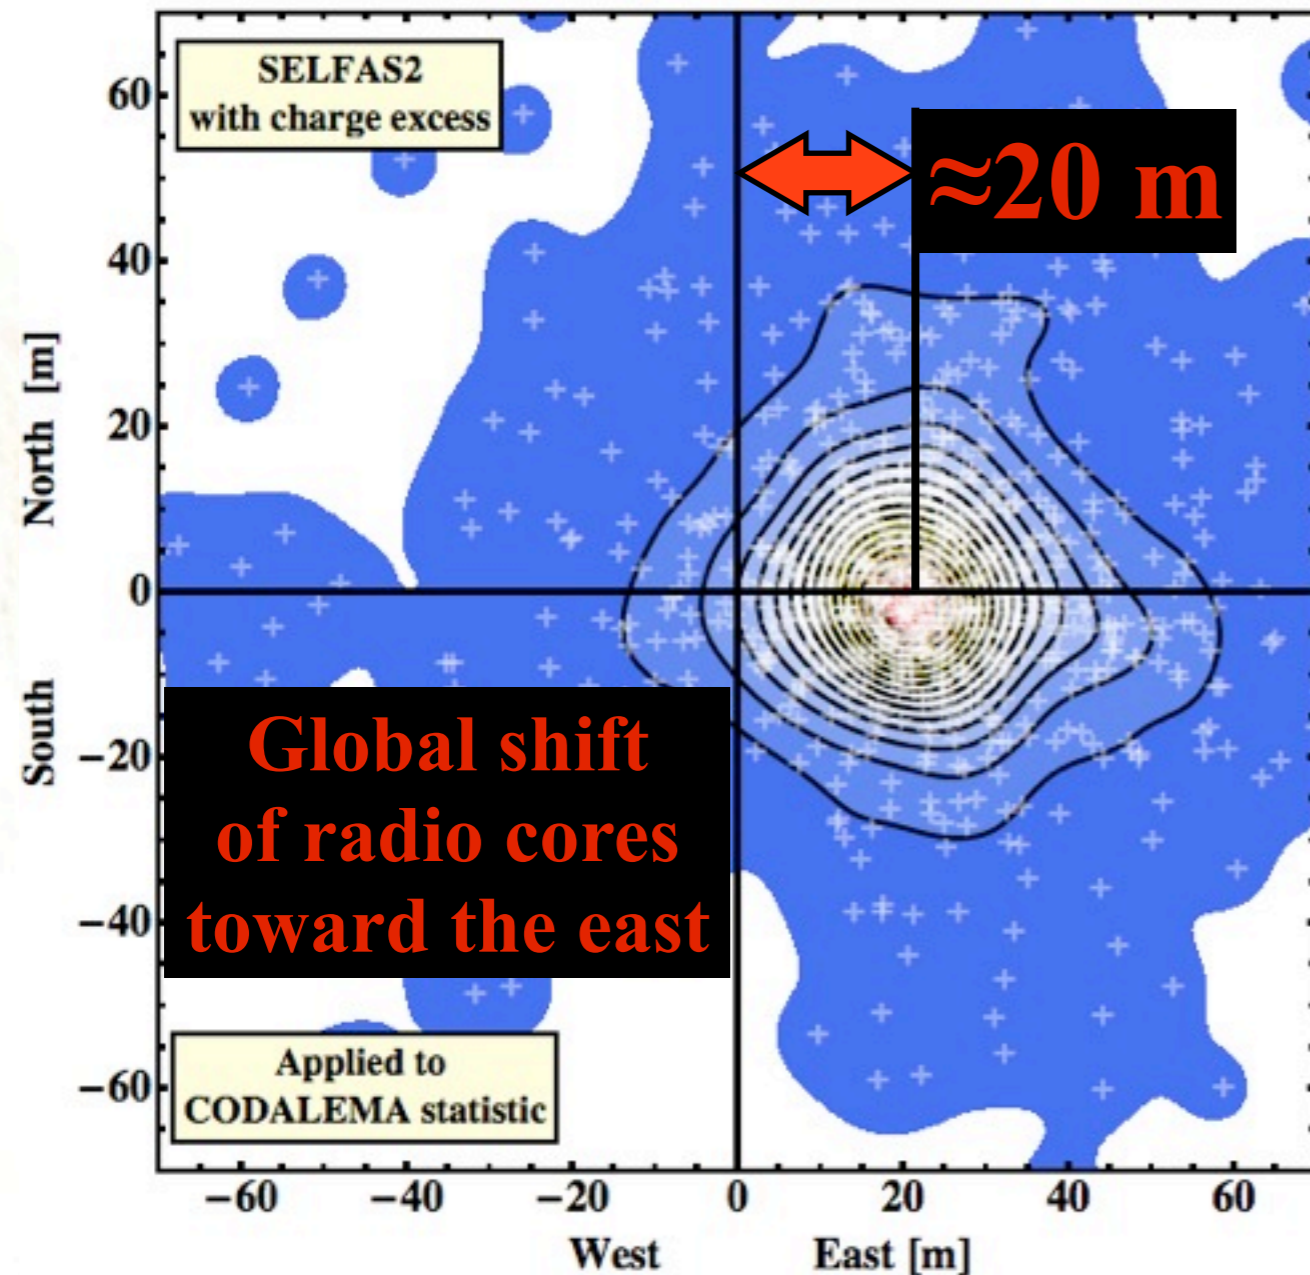 SELFAS2
with charge excess
≈20 m
Global shift
of radio cores
toward the east
Applied to
CODALEMA statistic
North [m]
South
60
40
20
0
−20
−40
−60
−60
−40
−20
0
20
40
60
West
East [m]